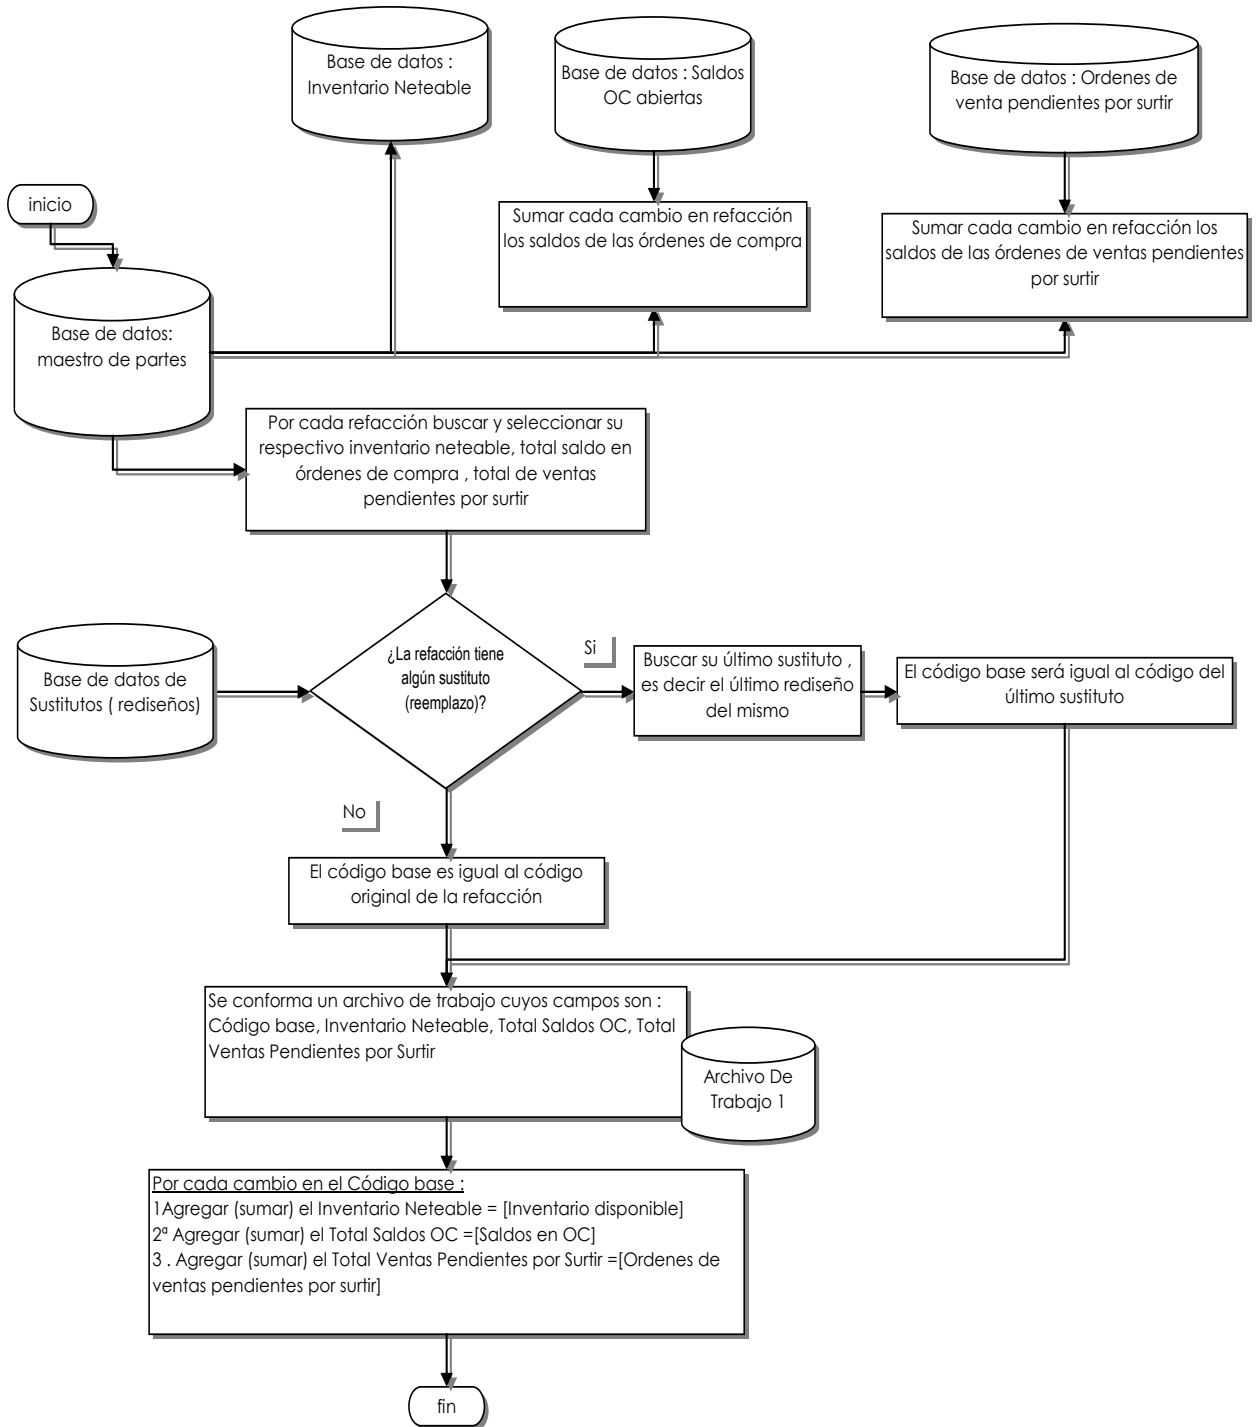 Base de datos :
Inventario Neteable
Base de datos : Saldos
OC abiertas
Base de datos : Ordenes de
venta pendientes por surtir
inicio
Sumar cada cambio en refacción
los saldos de las órdenes de compra
Sumar cada cambio en refacción los
saldos de las órdenes de ventas pendientes
por surtir
Base de datos:
maestro de partes
Por cada refacción buscar y seleccionar su
respectivo inventario neteable, total saldo en
órdenes de compra , total de ventas
pendientes por surtir
Base de datos de
Sustitutos ( rediseños)
¿La refacción tiene
algún sustituto
(reemplazo)?
Si
Buscar su último sustituto ,
es decir el último rediseño
del mismo
El código base será igual al código del
último sustituto
No
El código base es igual al código
original de la refacción
Se conforma un archivo de trabajo cuyos campos son :
Código base, Inventario Neteable, Total Saldos OC, Total
Ventas Pendientes por Surtir
Archivo De
Trabajo 1
Por cada cambio en el Código base :
1Agregar (sumar) el Inventario Neteable = [Inventario disponible]
2ª Agregar (sumar) el Total Saldos OC =[Saldos en OC]
3 . Agregar (sumar) el Total Ventas Pendientes por Surtir =[Ordenes de
ventas pendientes por surtir]
fin